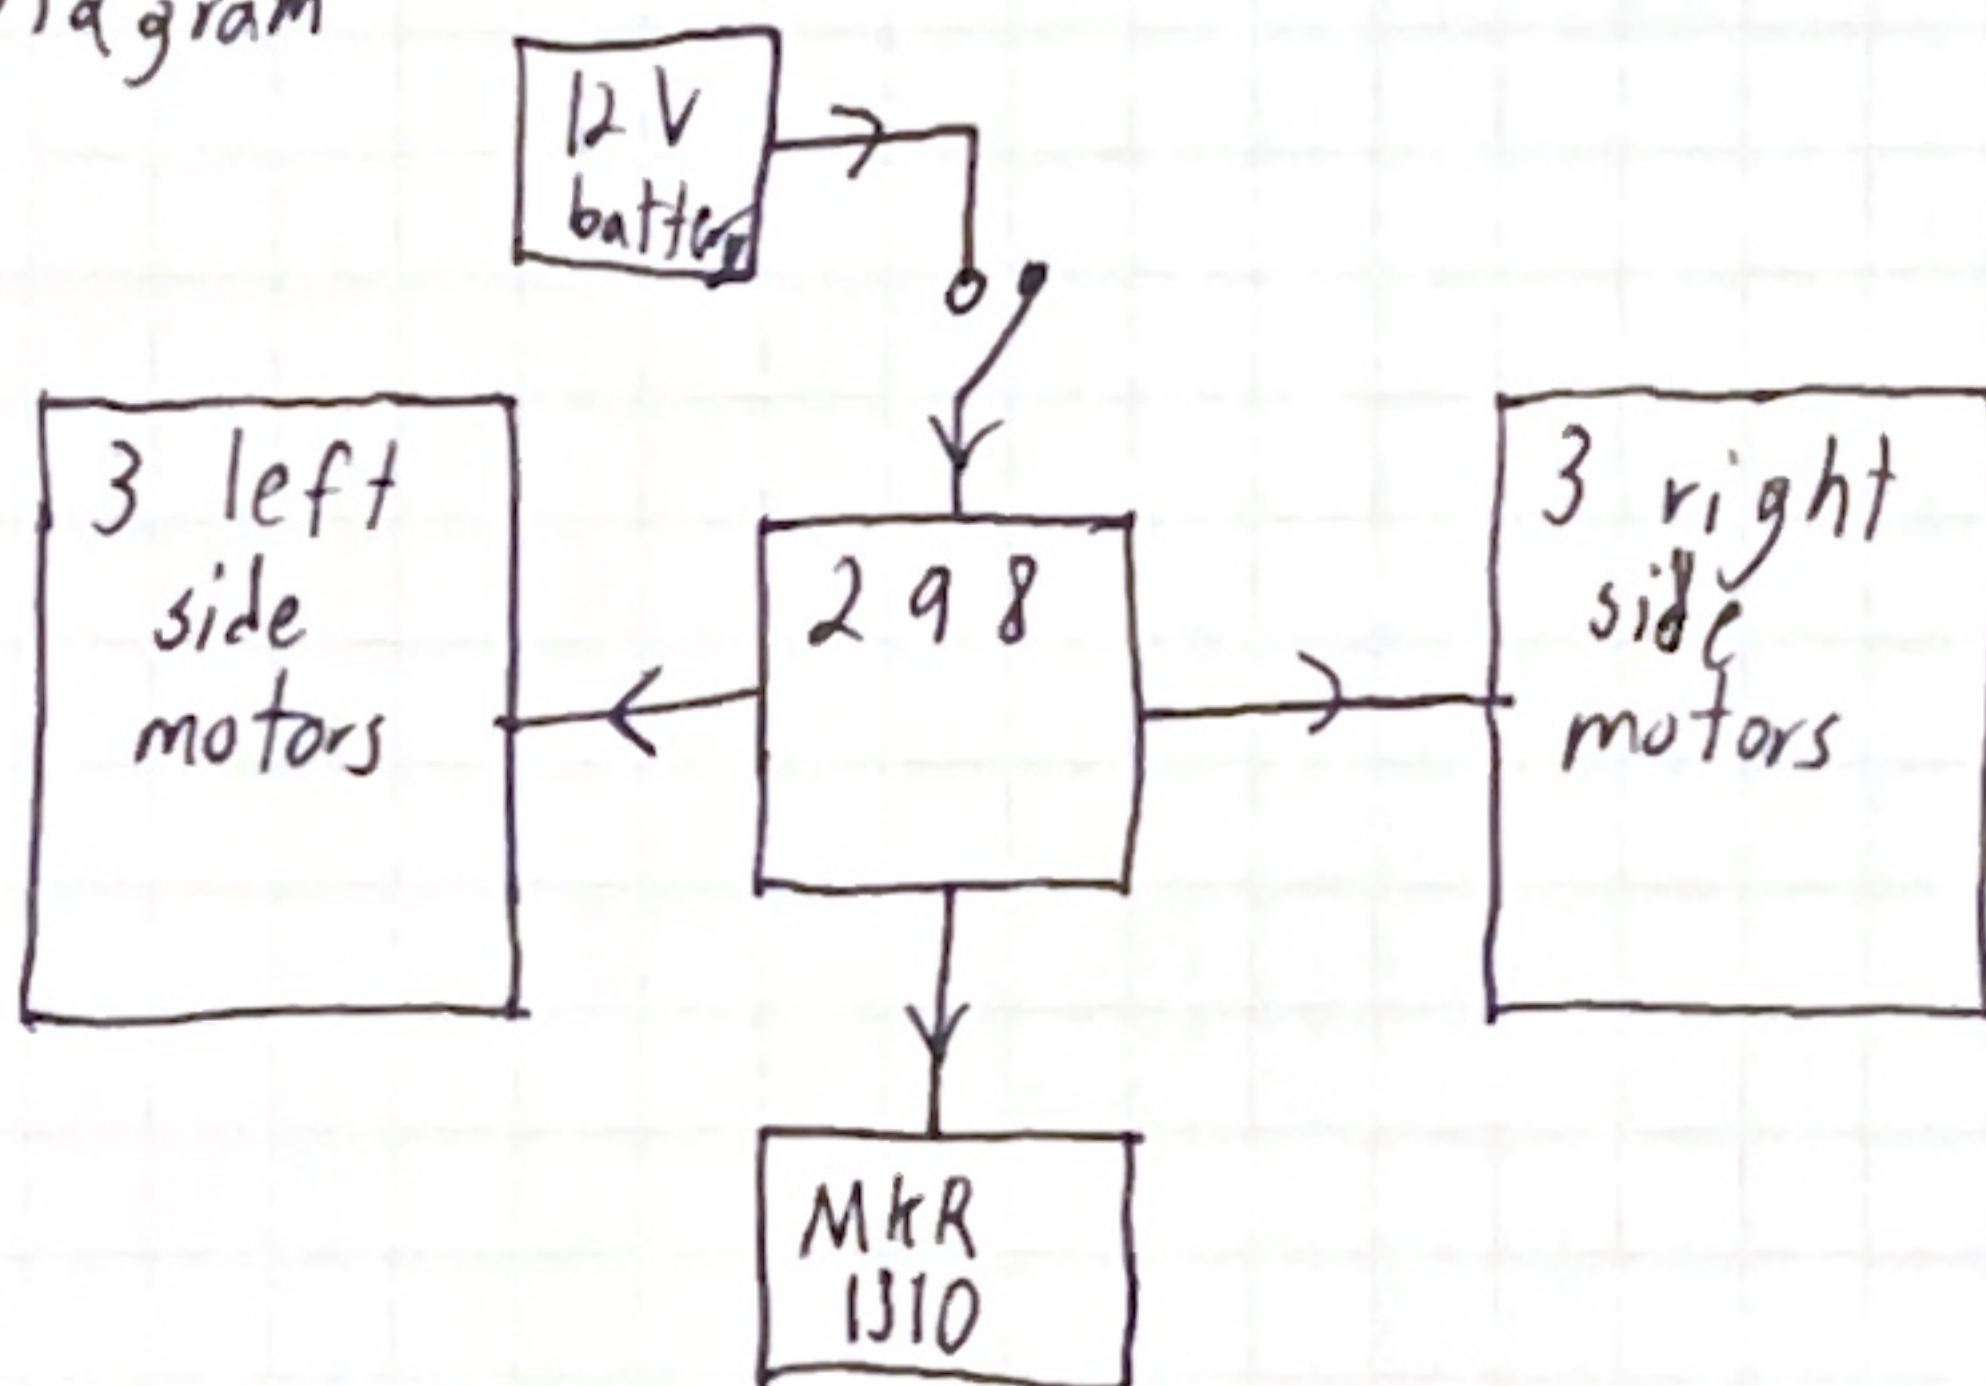 iagram
12 V
battery
3 left
side
motors
298
3 right
side
motors
MKR
1310